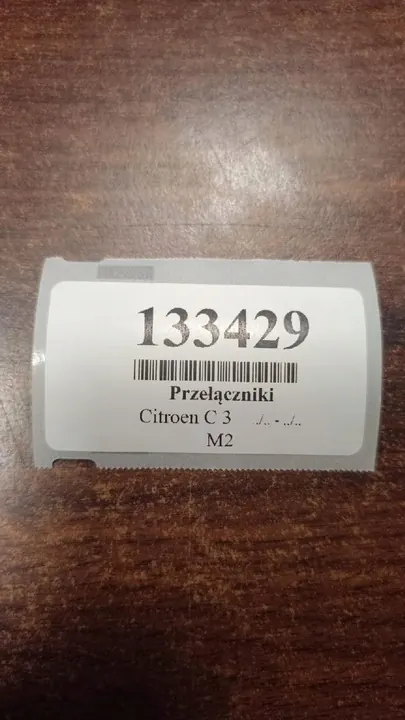 133429
Przełączniki
Citroen C 3 ../.. - ../..
M2